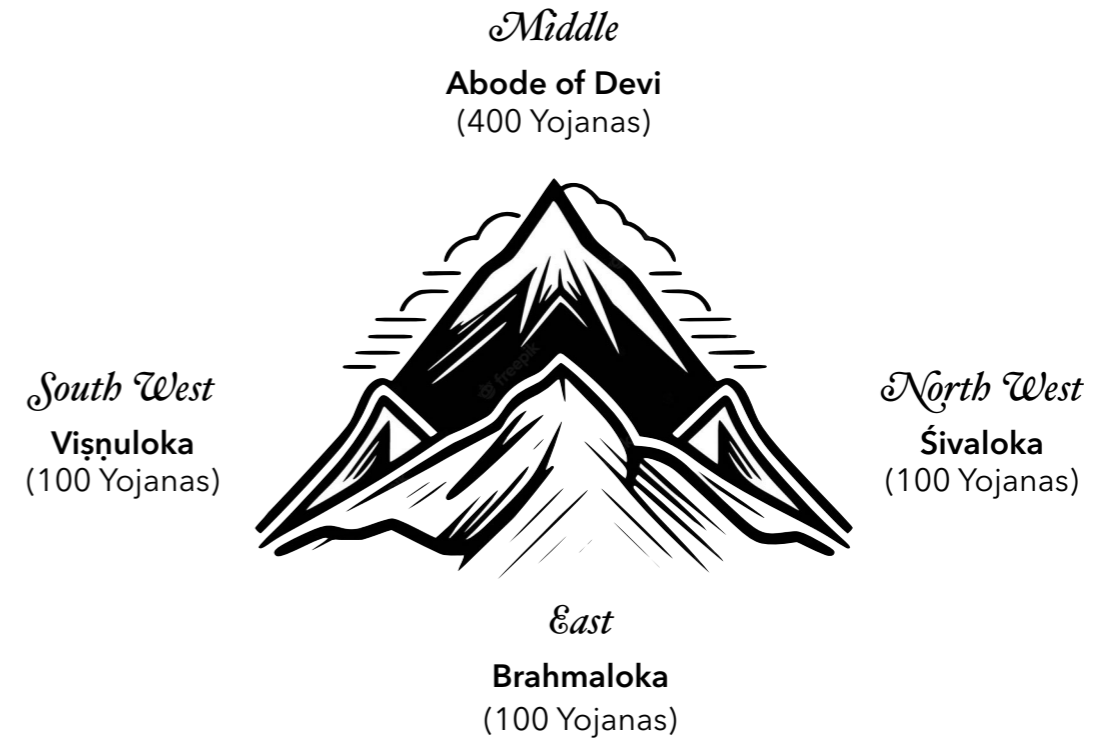 Middle
Abode of Devi
(400 Yojanas)
freepik
South West
Viṣṇuloka
(100 Yojanas)
North West
Śivaloka
(100 Yojanas)
East
Brahmaloka
(100 Yojanas)